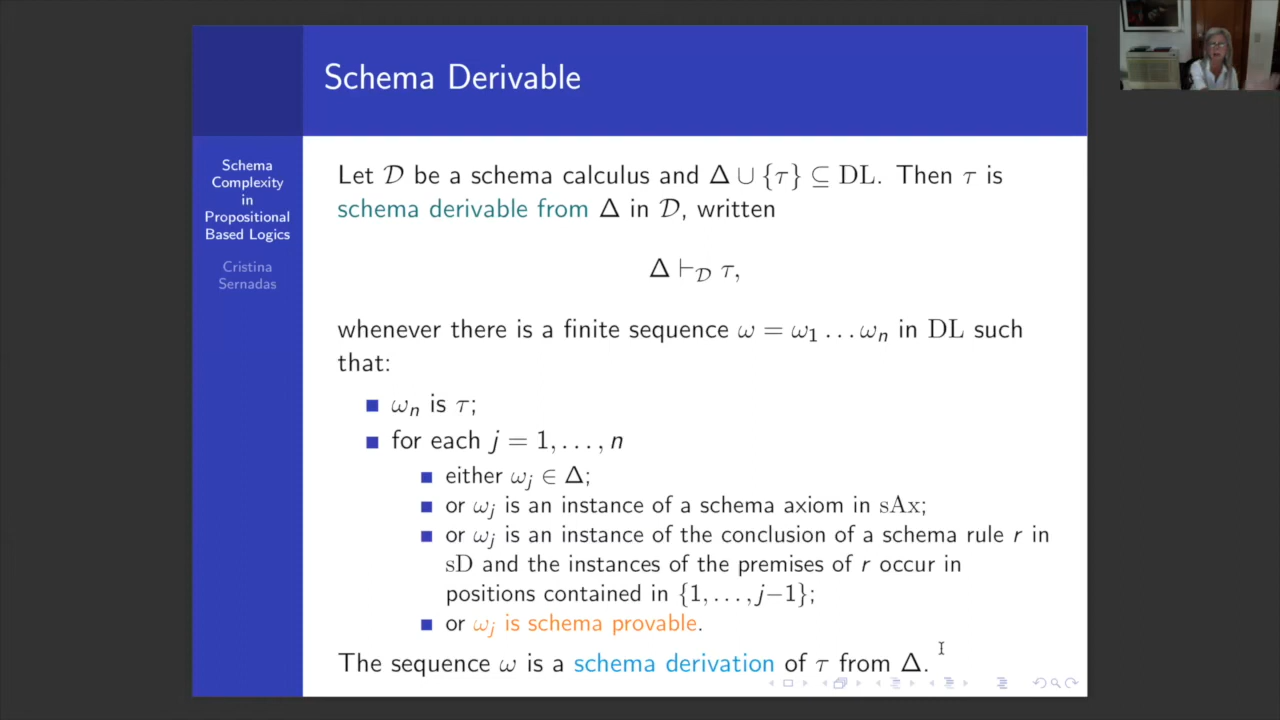 Schema Derivable
Schema
Complexity
in
Propositional
Based Logics
Cristina
Sernadas
Let 𝒟 be a schema calculus and Δ ∪ {τ} ⊆ DL. Then τ is
schema derivable from Δ in 𝒟, written
Δ ⊢𝒟 τ,
whenever there is a finite sequence ω = ω₁ … ωₙ in DL such
that:
ωₙ is τ;
for each j = 1, . . . , n
either ωⱼ ∈ Δ;
or ωⱼ is an instance of a schema axiom in sAx;
or ωⱼ is an instance of the conclusion of a schema rule r in
sD and the instances of the premises of r occur in
positions contained in {1, . . . , j−1};
or ωⱼ is schema provable.
The sequence ω is a schema derivation of τ from Δ.